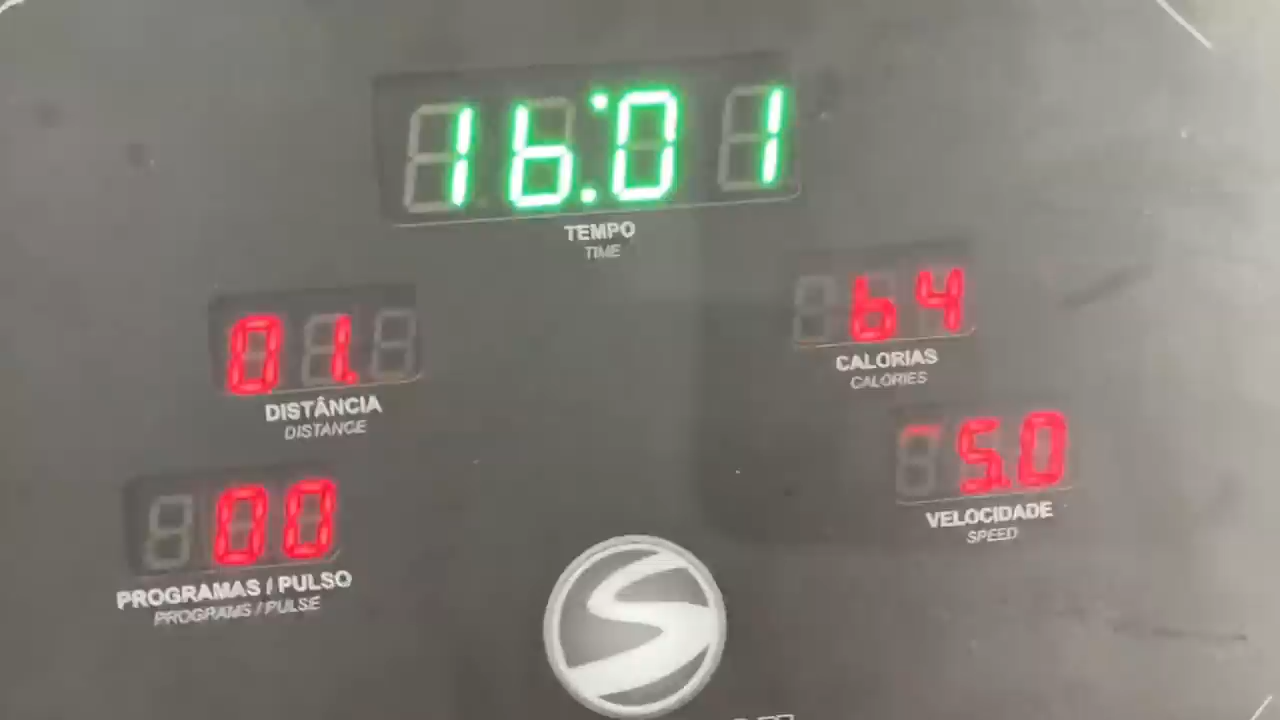 16:01
TEMPO
TIME
01.
DISTÂNCIA
DISTANCE
64
CALORIAS
CALORIES
5.0
VELOCIDADE
SPEED
00
PROGRAMAS / PULSO
PROGRAMS / PULSE